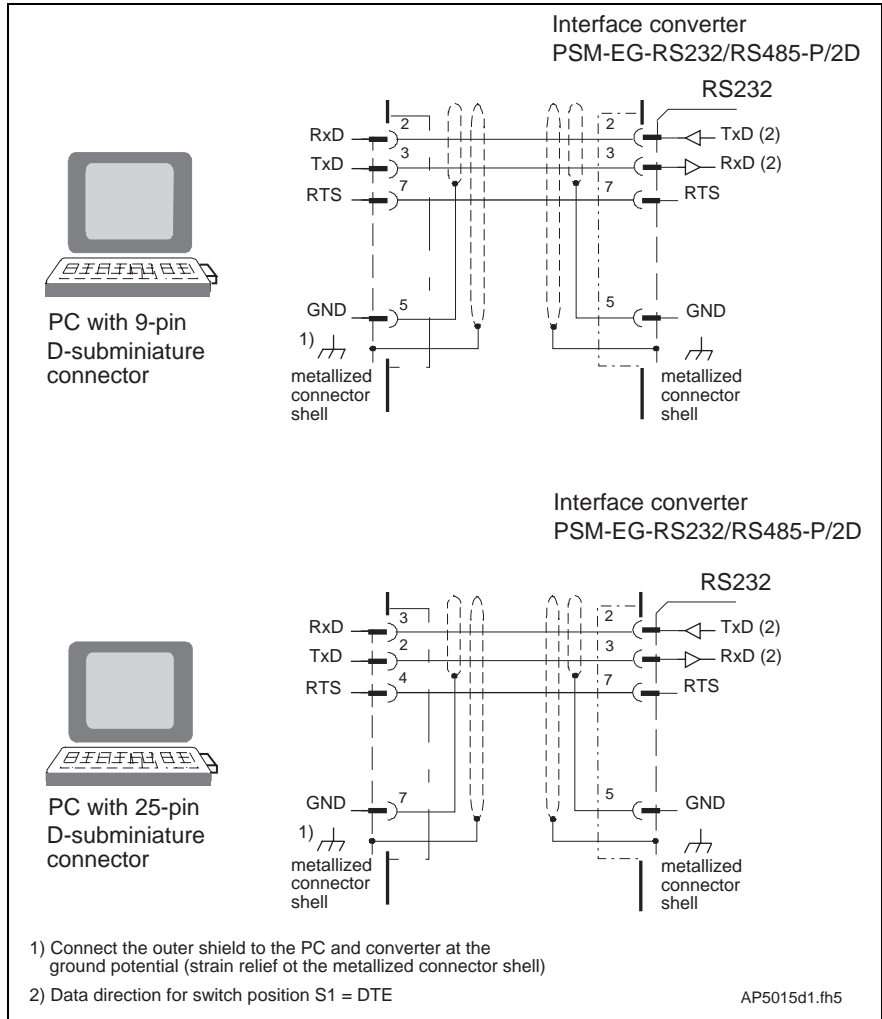 Interface converter
PSM-EG-RS232/RS485-P/2D
RS232
RxD 2 2 TxD (2)
TxD 3 3 RxD (2)
RTS 7 7 RTS
GND 5 5 GND
1)
PC with 9-pin
D-subminiature
connector
metallized
connector
shell
metallized
connector
shell
Interface converter
PSM-EG-RS232/RS485-P/2D
RS232
RxD 3 2 TxD (2)
TxD 2 3 RxD (2)
RTS 4 7 RTS
GND 7 5 GND
1)
PC with 25-pin
D-subminiature
connector
metallized
connector
shell
metallized
connector
shell
1) Connect the outer shield to the PC and converter at the
ground potential (strain relief ot the metallized connector shell)
2) Data direction for switch position S1 = DTE
AP5015d1.fh5